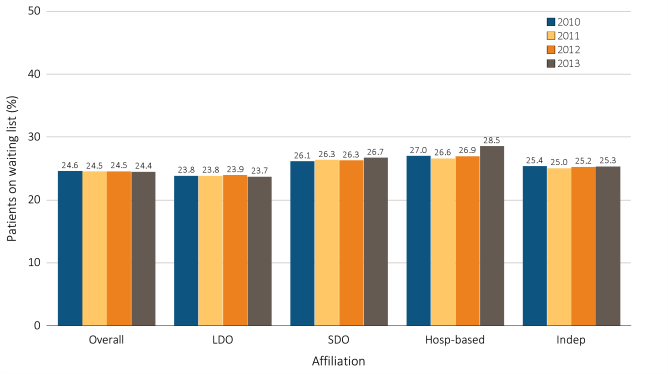 50
40
30
20
10
0
Patients on waiting list (%)
2010
2011
2012
2013
24.6 24.5 24.5 24.4
23.8 23.8 23.9 23.7
26.1 26.3 26.3 26.7
27.0 26.6 26.9 28.5
25.4 25.0 25.2 25.3
Overall LDO SDO Hosp-based Indep
Affiliation